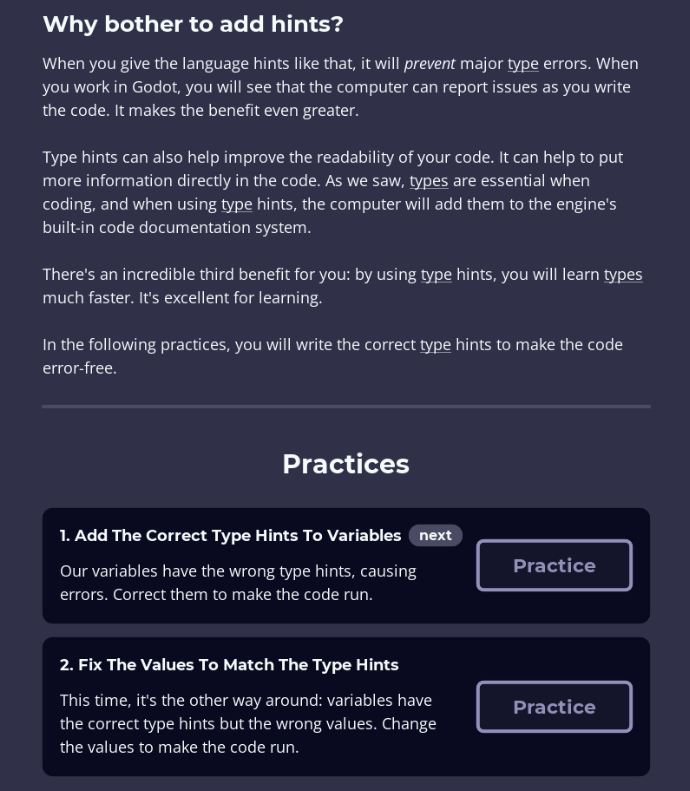 Why bother to add hints?
When you give the language hints like that, it will prevent major type errors. When
you work in Godot, you will see that the computer can report issues as you write
the code. It makes the benefit even greater.
Type hints can also help improve the readability of your code. It can help to put
more information directly in the code. As we saw, types are essential when
coding, and when using type hints, the computer will add them to the engine's
built-in code documentation system.
There's an incredible third benefit for you: by using type hints, you will learn types
much faster. It's excellent for learning.
In the following practices, you will write the correct type hints to make the code
error-free.
Practices
1. Add The Correct Type Hints To Variables next
Our variables have the wrong type hints, causing
errors. Correct them to make the code run.
Practice
2. Fix The Values To Match The Type Hints
This time, it's the other way around: variables have
the correct type hints but the wrong values. Change
the values to make the code run.
Practice